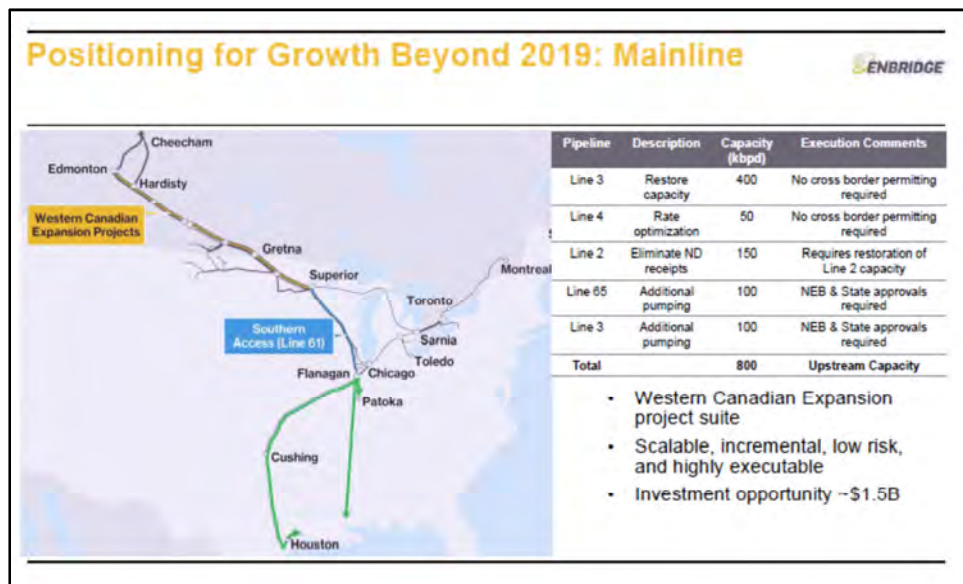 Positioning for Growth Beyond 2019: Mainline
ENBRIDGE
Cheecham
Edmonton
Hardisty
Western Canadian
Expansion Projects
Gretna
Superior
Montreal
Toronto
Southern
Access (Line 61)
Sarnia
Toledo
Flanagan
Chicago
Patoka
Cushing
Houston
Pipeline Description Capacity (kbpd) Execution Comments
Line 3 Restore capacity 400 No cross border permitting required
Line 4 Rate optimization 50 No cross border permitting required
Line 2 Eliminate ND receipts 150 Requires restoration of Line 2 capacity
Line 65 Additional pumping 100 NEB & State approvals required
Line 3 Additional pumping 100 NEB & State approvals required
Total 800 Upstream Capacity
• Western Canadian Expansion
project suite
• Scalable, incremental, low risk,
and highly executable
• Investment opportunity ~$1.5B